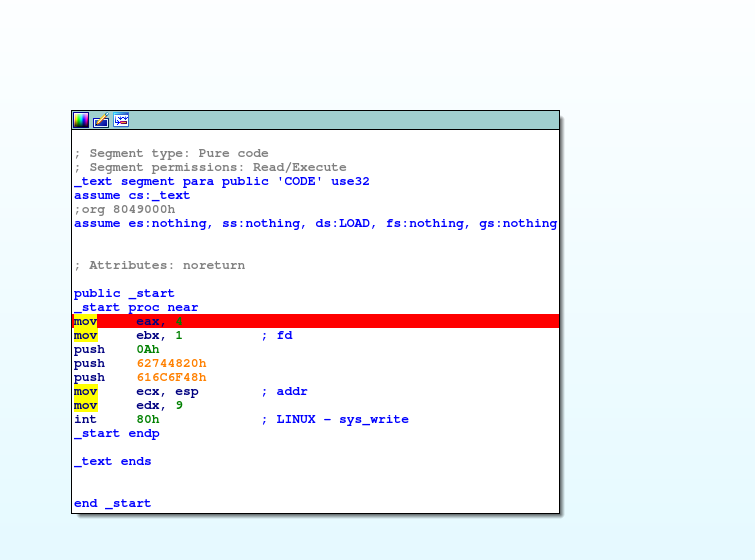 ; Segment type: Pure code
; Segment permissions: Read/Execute
_text segment para public 'CODE' use32
assume cs:_text
;org 8049000h
assume es:nothing, ss:nothing, ds:LOAD, fs:nothing, gs:nothing
; Attributes: noreturn
public _start
_start proc near
mov     eax, 4
mov     ebx, 1          ; fd
push    0Ah
push    62744820h
push    616C6F48h
mov     ecx, esp        ; addr
mov     edx, 9
int     80h             ; LINUX - sys_write
_start endp
_text ends
end _start